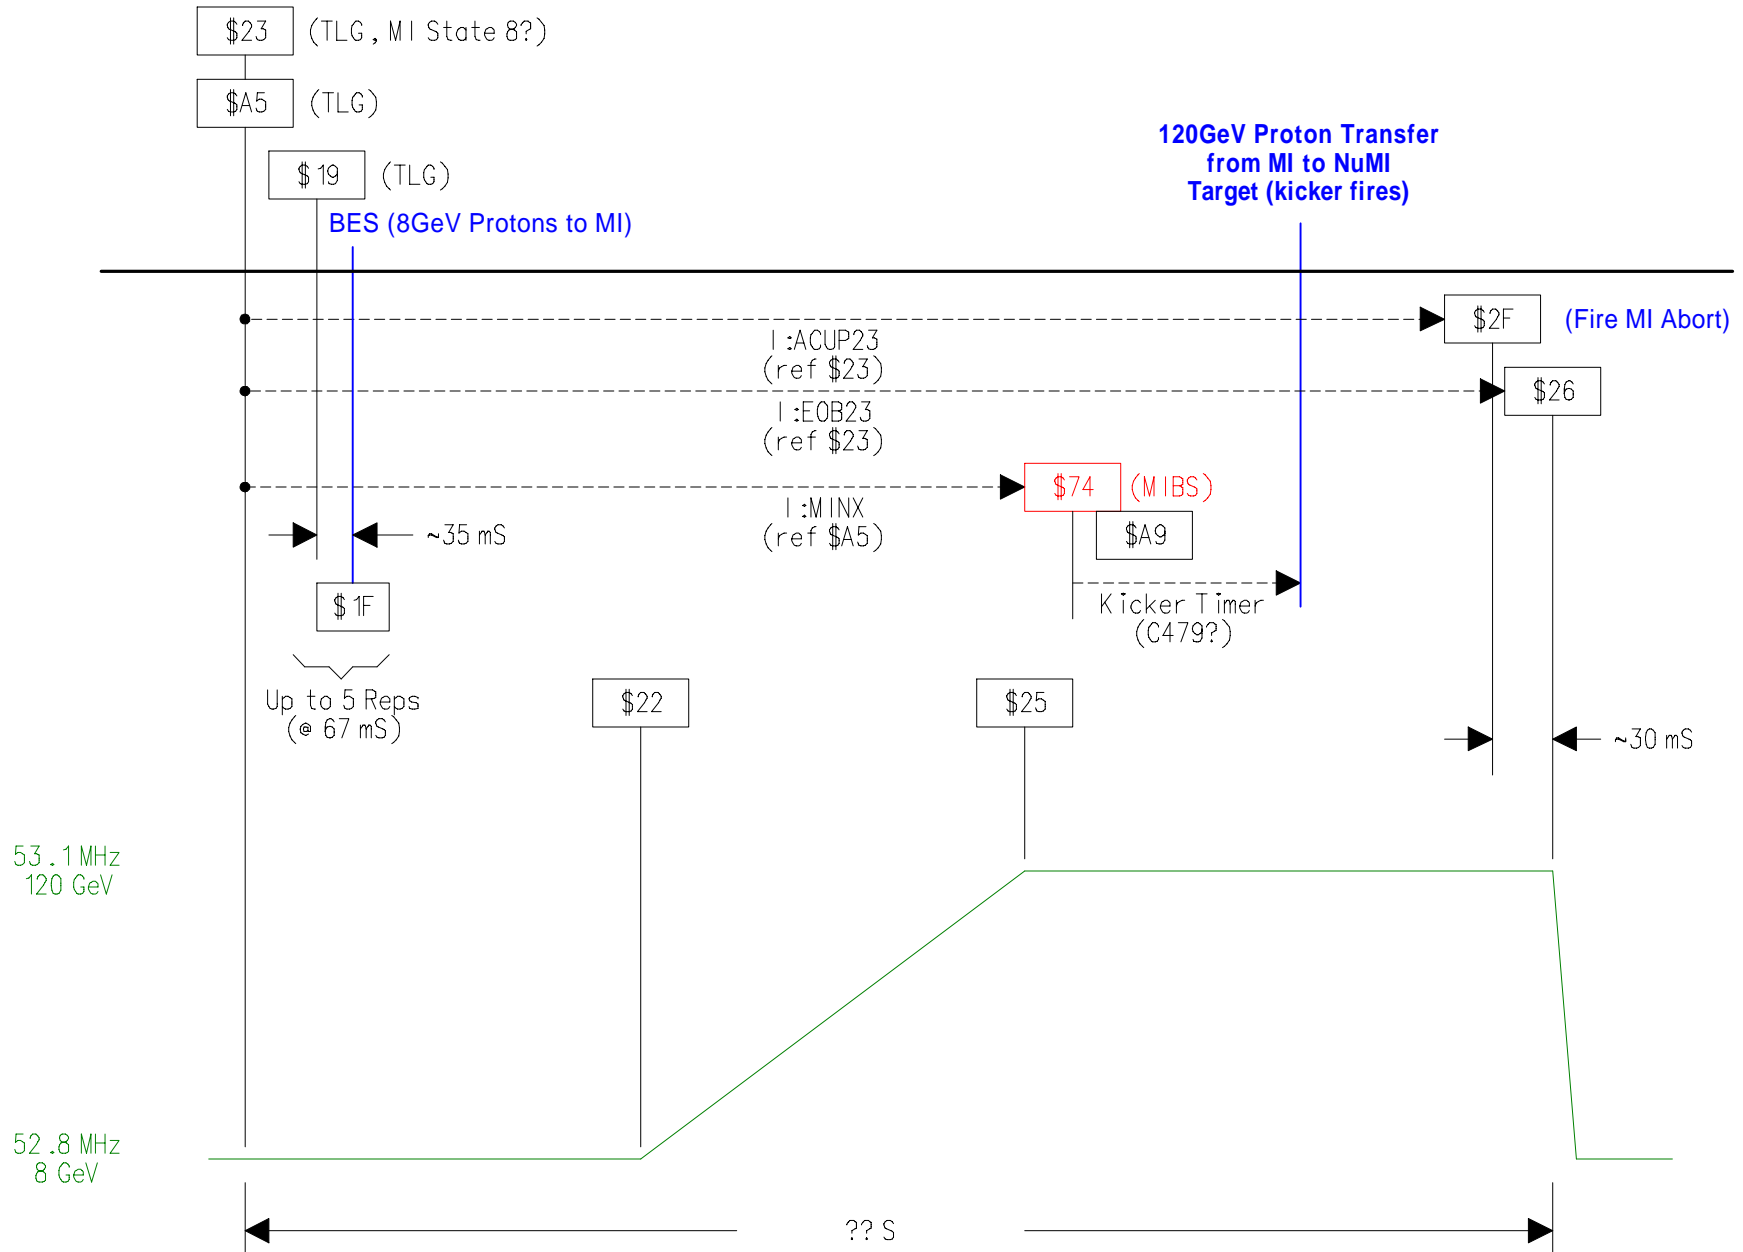 $23 (TLG, MI State 8?)
$A5 (TLG)
$19 (TLG)
120GeV Proton Transfer
from MI to NuMI
Target (kicker fires)
BES (8GeV Protons to MI)
$2F (Fire MI Abort)
I:ACUP23
(ref $23)
$26
I:EOB23
(ref $23)
$74 (MIBS)
I:MINX
(ref $A5)
~35 mS
$A9
$1F
Kicker Timer
(C479?)
Up to 5 Reps
(@ 67 mS)
$22
$25
~30 mS
53.1 MHz
120 GeV
52.8 MHz
8 GeV
?? S